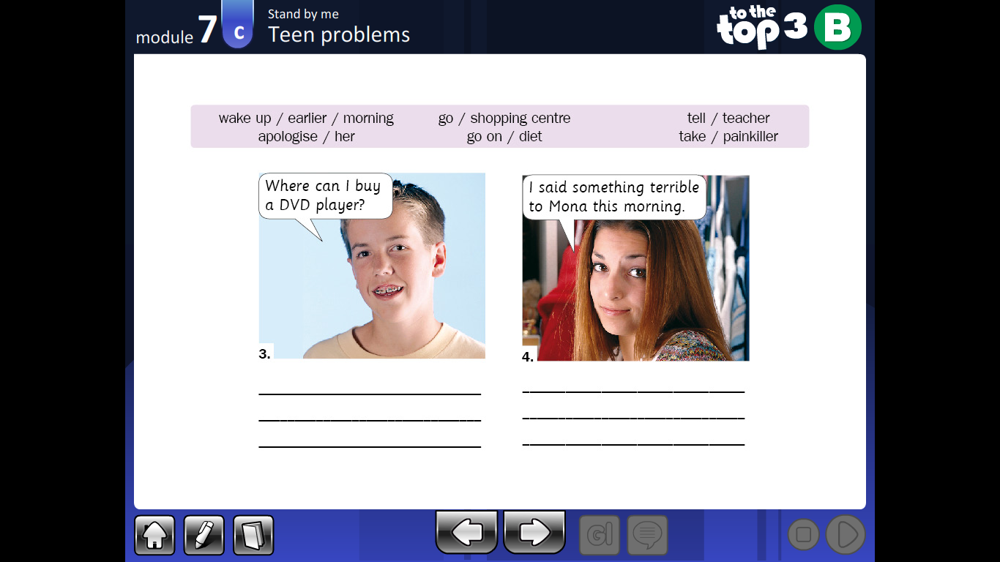 module 7 c
Stand by me
Teen problems
to the
top 3 B
wake up / earlier / morning
go / shopping centre
tell / teacher
apologise / her
go on / diet
take / painkiller
Where can I buy
a DVD player?
3.
I said something terrible
to Mona this morning.
4.
GI